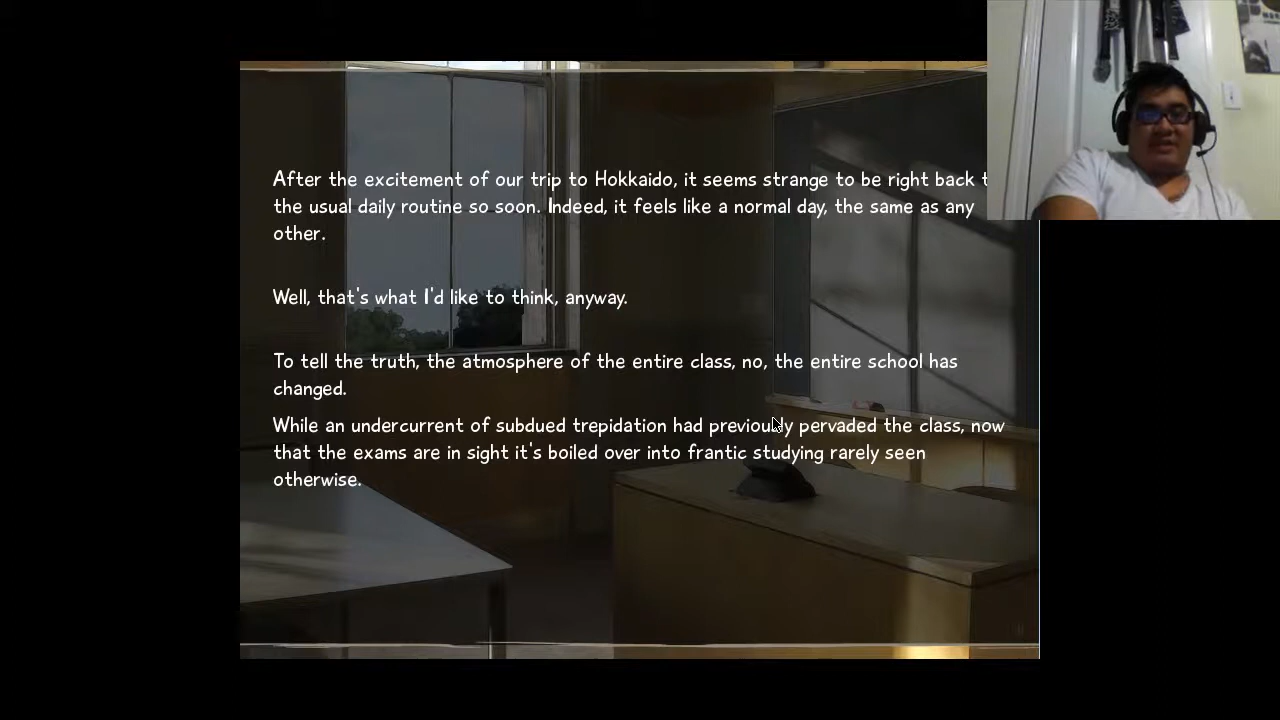 After the excitement of our trip to Hokkaido, it seems strange to be right back
the usual daily routine so soon. Indeed, it feels like a normal day, the same as any
other.
Well, that's what I'd like to think, anyway.
To tell the truth, the atmosphere of the entire class, no, the entire school has
changed.
While an undercurrent of subdued trepidation had previously pervaded the class, now
that the exams are in sight it's boiled over into frantic studying rarely seen
otherwise.